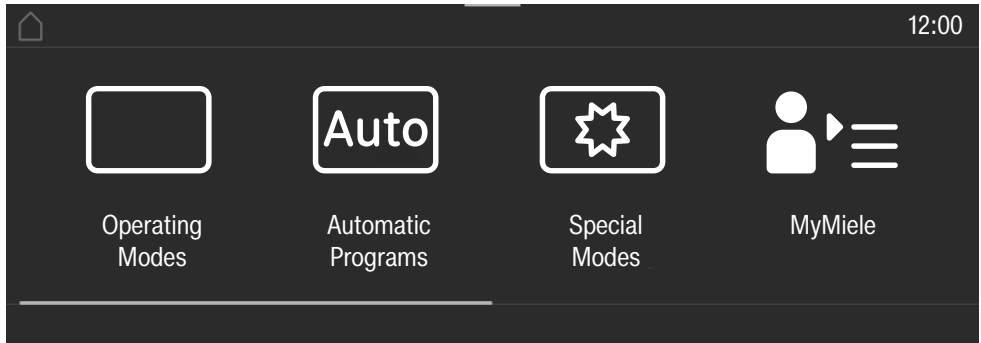 12:00
Auto
Operating
Modes
Automatic
Programs
Special
Modes
MyMiele